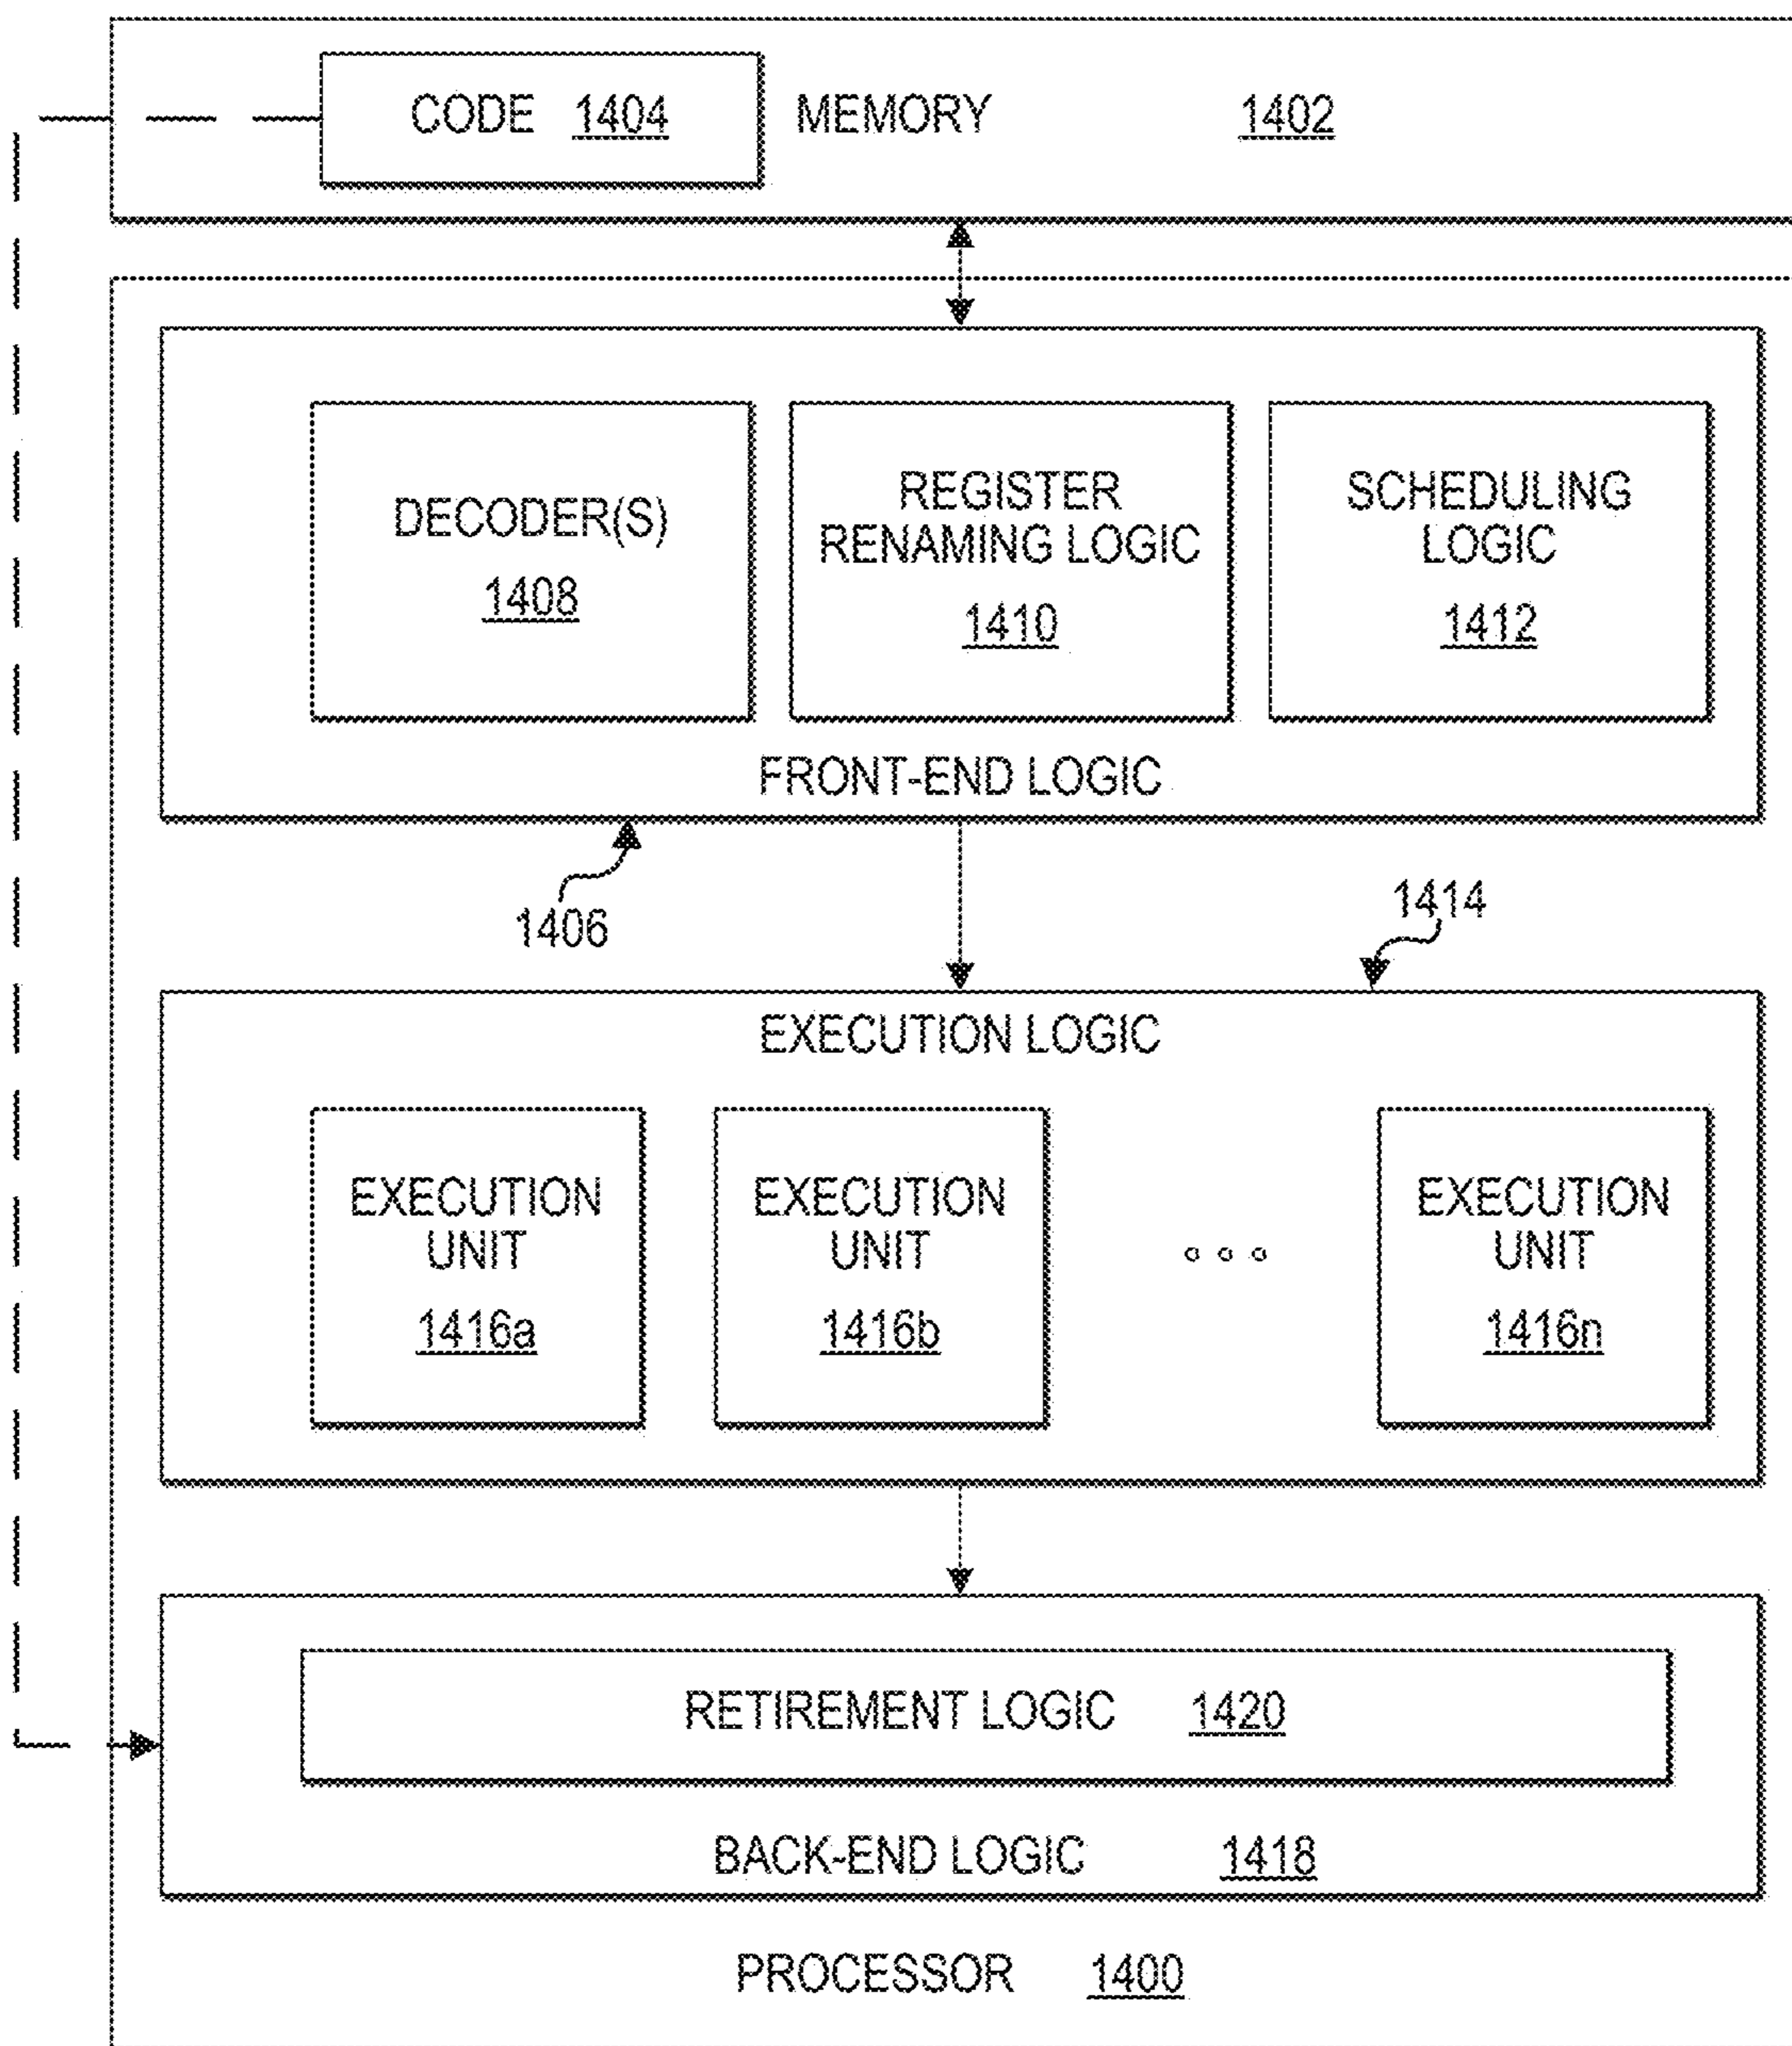 CODE 1404 MEMORY 1402
DECODER(S)
1408
REGISTER
RENAMING LOGIC
1410
SCHEDULING
LOGIC
1412
FRONT-END LOGIC
1406
1414
EXECUTION LOGIC
EXECUTION
UNIT
1416a
EXECUTION
UNIT
1416b
EXECUTION
UNIT
1416n
RETIREMENT LOGIC 1420
BACK-END LOGIC 1418
PROCESSOR 1400